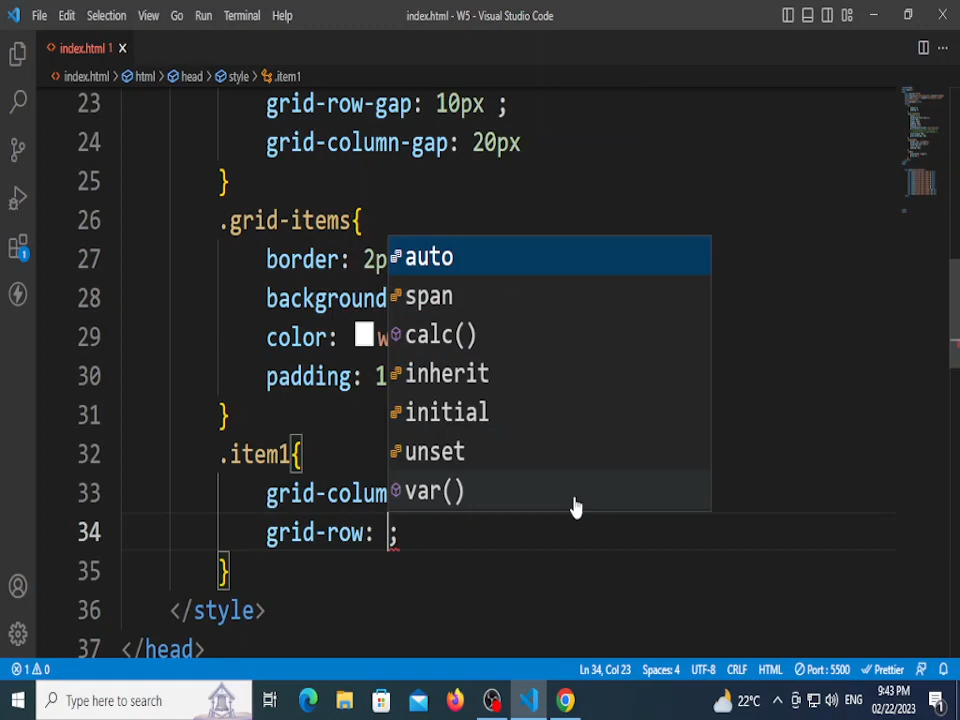 File Edit Selection View Go Run Terminal Help index.html - W5 - Visual Studio Code
<> index.html 1
<> index.html > html > head > style > .item1
23 grid-row-gap: 10px ;
24 grid-column-gap: 20px
25 }
26 .grid-items{
27 border: 2p
auto
28 background
span
29 color: w
calc()
30 padding: 1
inherit
31 }
initial
32 .item1{
unset
33 grid-colum
var()
34 grid-row: ;
35 }
36 </style>
37 </head>
1 0 Ln 34, Col 23 Spaces: 4 UTF-8 CRLF HTML Port : 5500 Prettier
Type here to search 22°C ENG 9:43 PM
02/22/2023 1